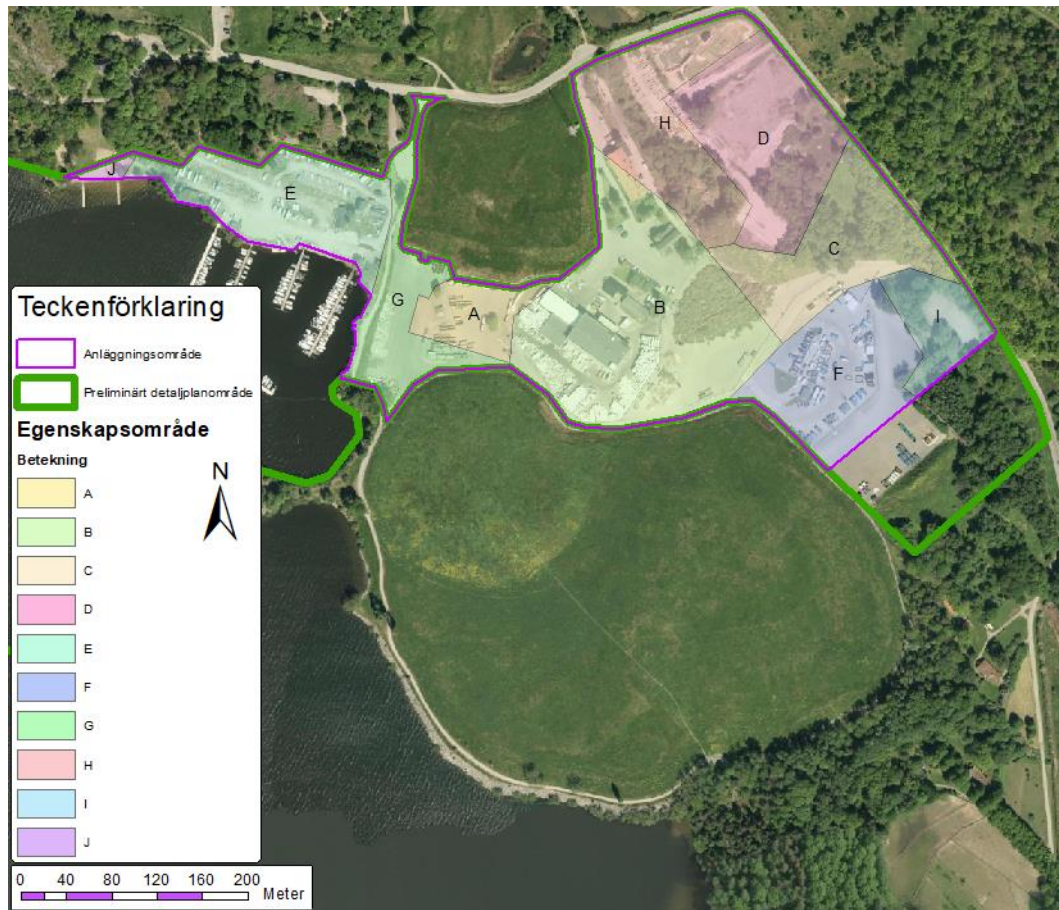 H
D
J
E
C
G
A
B
I
F
Teckenförklaring
Anläggningsområde
Preliminärt detaljplanområde
Egenskapsområde
Betekning
N
A
B
C
D
E
F
G
H
I
J
0 40 80 120 160 200 Meter